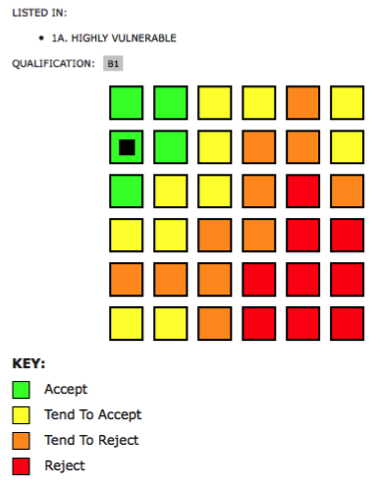 LISTED IN:
• 1A. HIGHLY VULNERABLE
QUALIFICATION: B1
KEY:
Accept
Tend To Accept
Tend To Reject
Reject